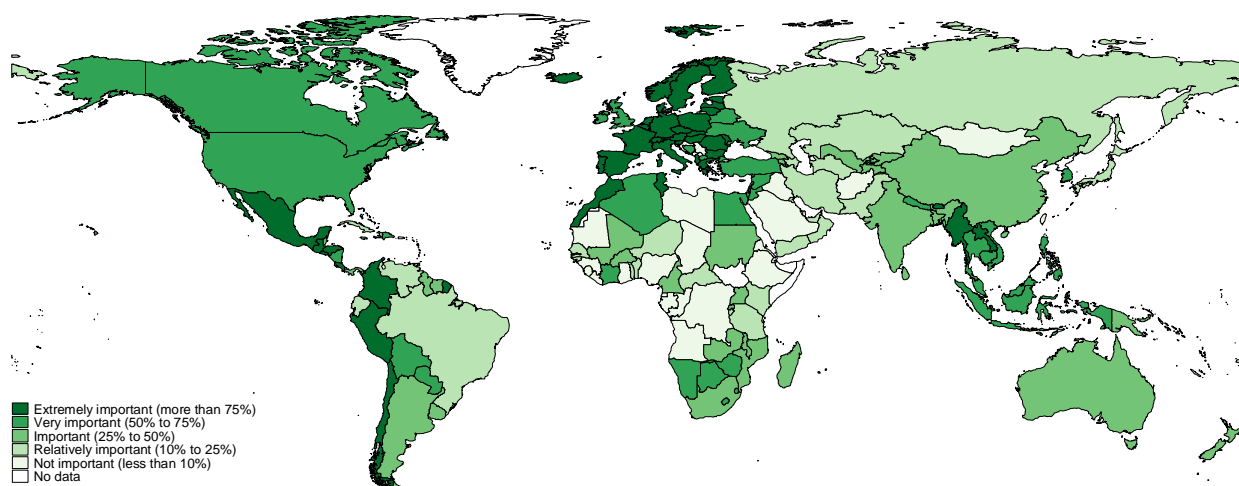 Extremely important (more than 75%)
Very important (50% to 75%)
Important (25% to 50%)
Relatively important (10% to 25%)
Not important (less than 10%)
No data